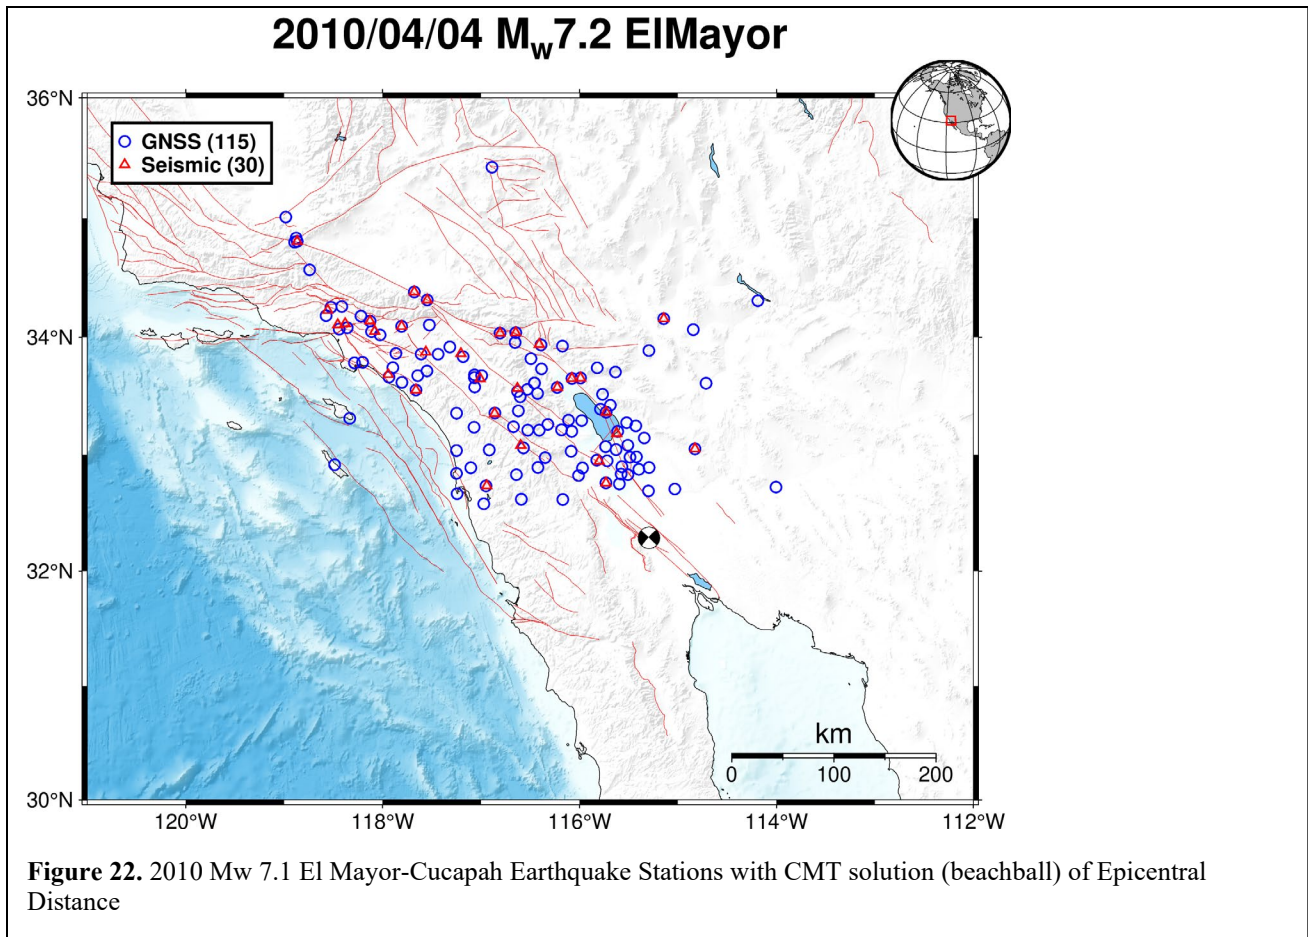 2010/04/04 Mw7.2 ElMayor
36°N
GNSS (115)
Seismic (30)
34°N
32°N
km
0 100 200
30°N
120°W 118°W 116°W 114°W 112°W
Figure 22. 2010 Mw 7.1 El Mayor-Cucapah Earthquake Stations with CMT solution (beachball) of Epicentral
Distance